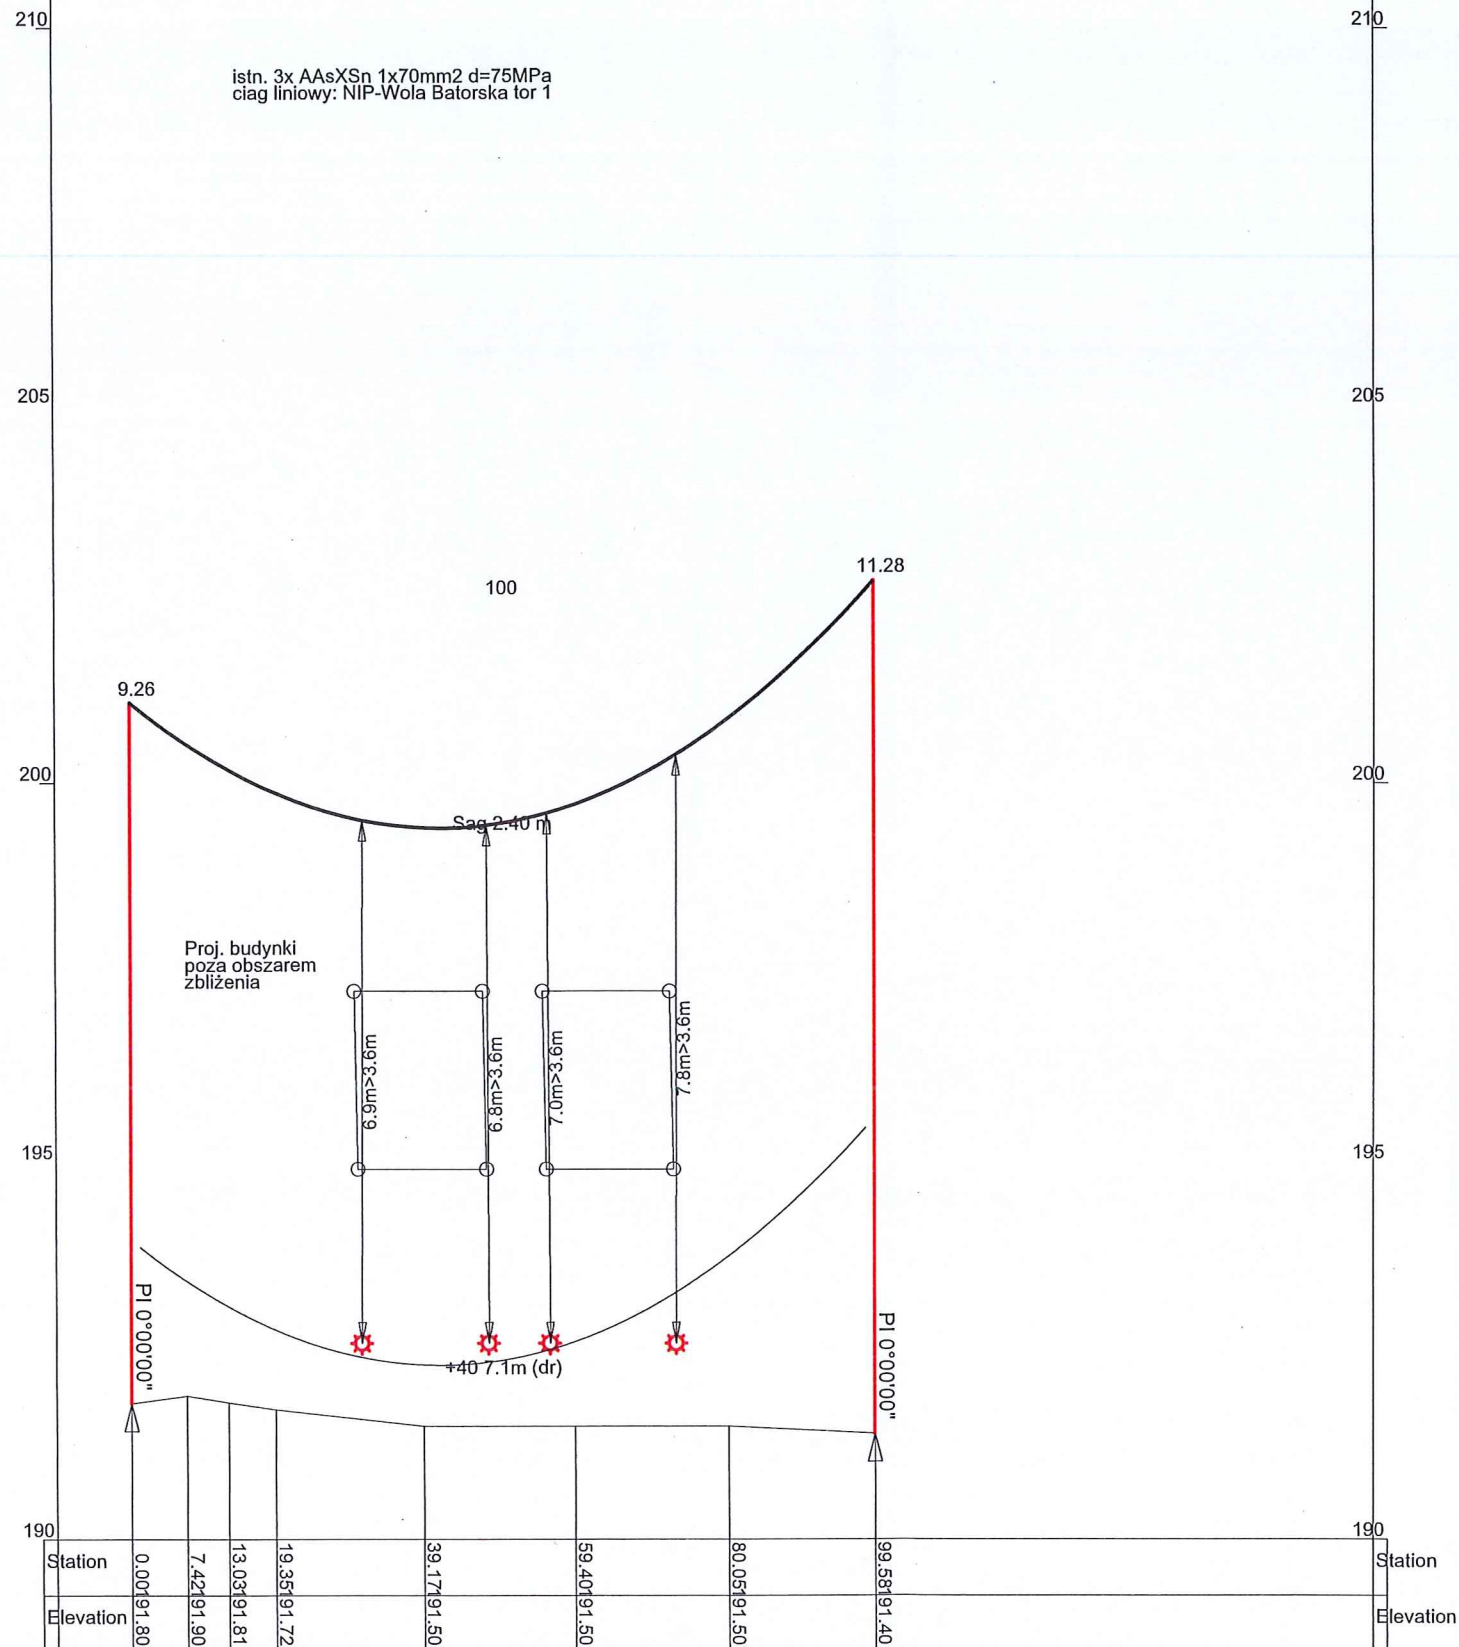 210
210
istn. 3x AAsXSn 1x70mm2 d=75MPa
ciag liniowy: NIP-Wola Batorska tor 1
205
205
11.28
100
9.26
200
200
Sag 2.40 m
Proj. budynki
poza obszarem
zbliżenia
6.9m>3.6m
6.8m>3.6m
7.0m>3.6m
7.8m>3.6m
195
195
PI 0°00'00"
PI 0°00'00"
+40 7.1m (dr)
190
190
Station
0.00
7.42
13.03
19.35
39.17
59.40
80.05
99.58
Station
Elevation
191.80
191.90
191.81
191.72
191.50
191.50
191.50
191.40
Elevation